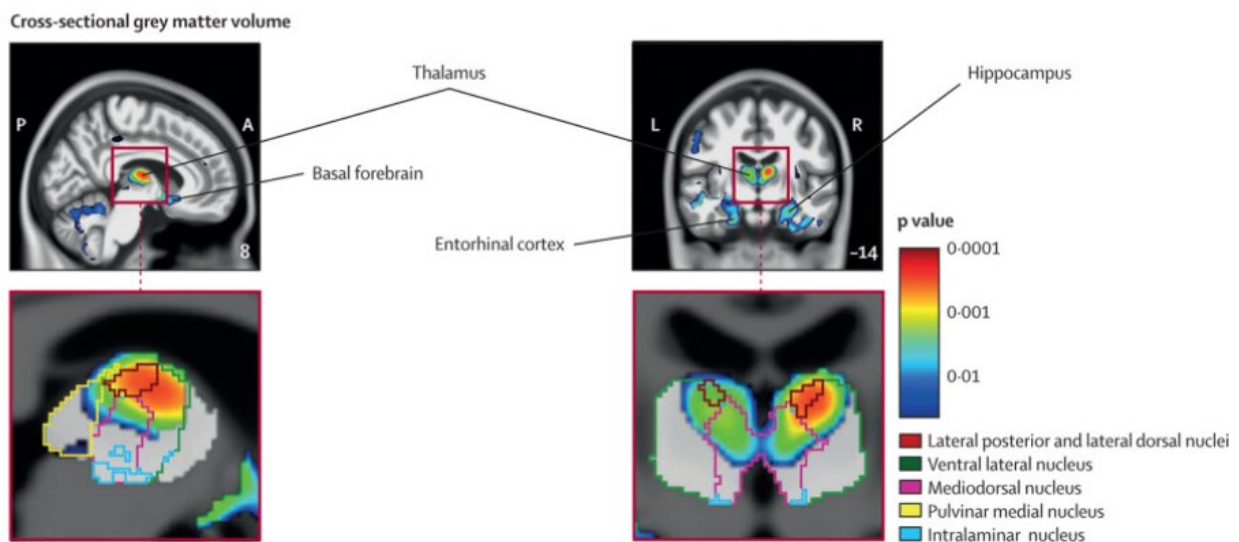 Cross-sectional grey matter volume
Thalamus
Hippocampus
P
A
L
R
Basal forebrain
Entorhinal cortex
8
–14
p value
0·0001
0·001
0·01
Lateral posterior and lateral dorsal nuclei
Ventral lateral nucleus
Mediodorsal nucleus
Pulvinar medial nucleus
Intralaminar nucleus